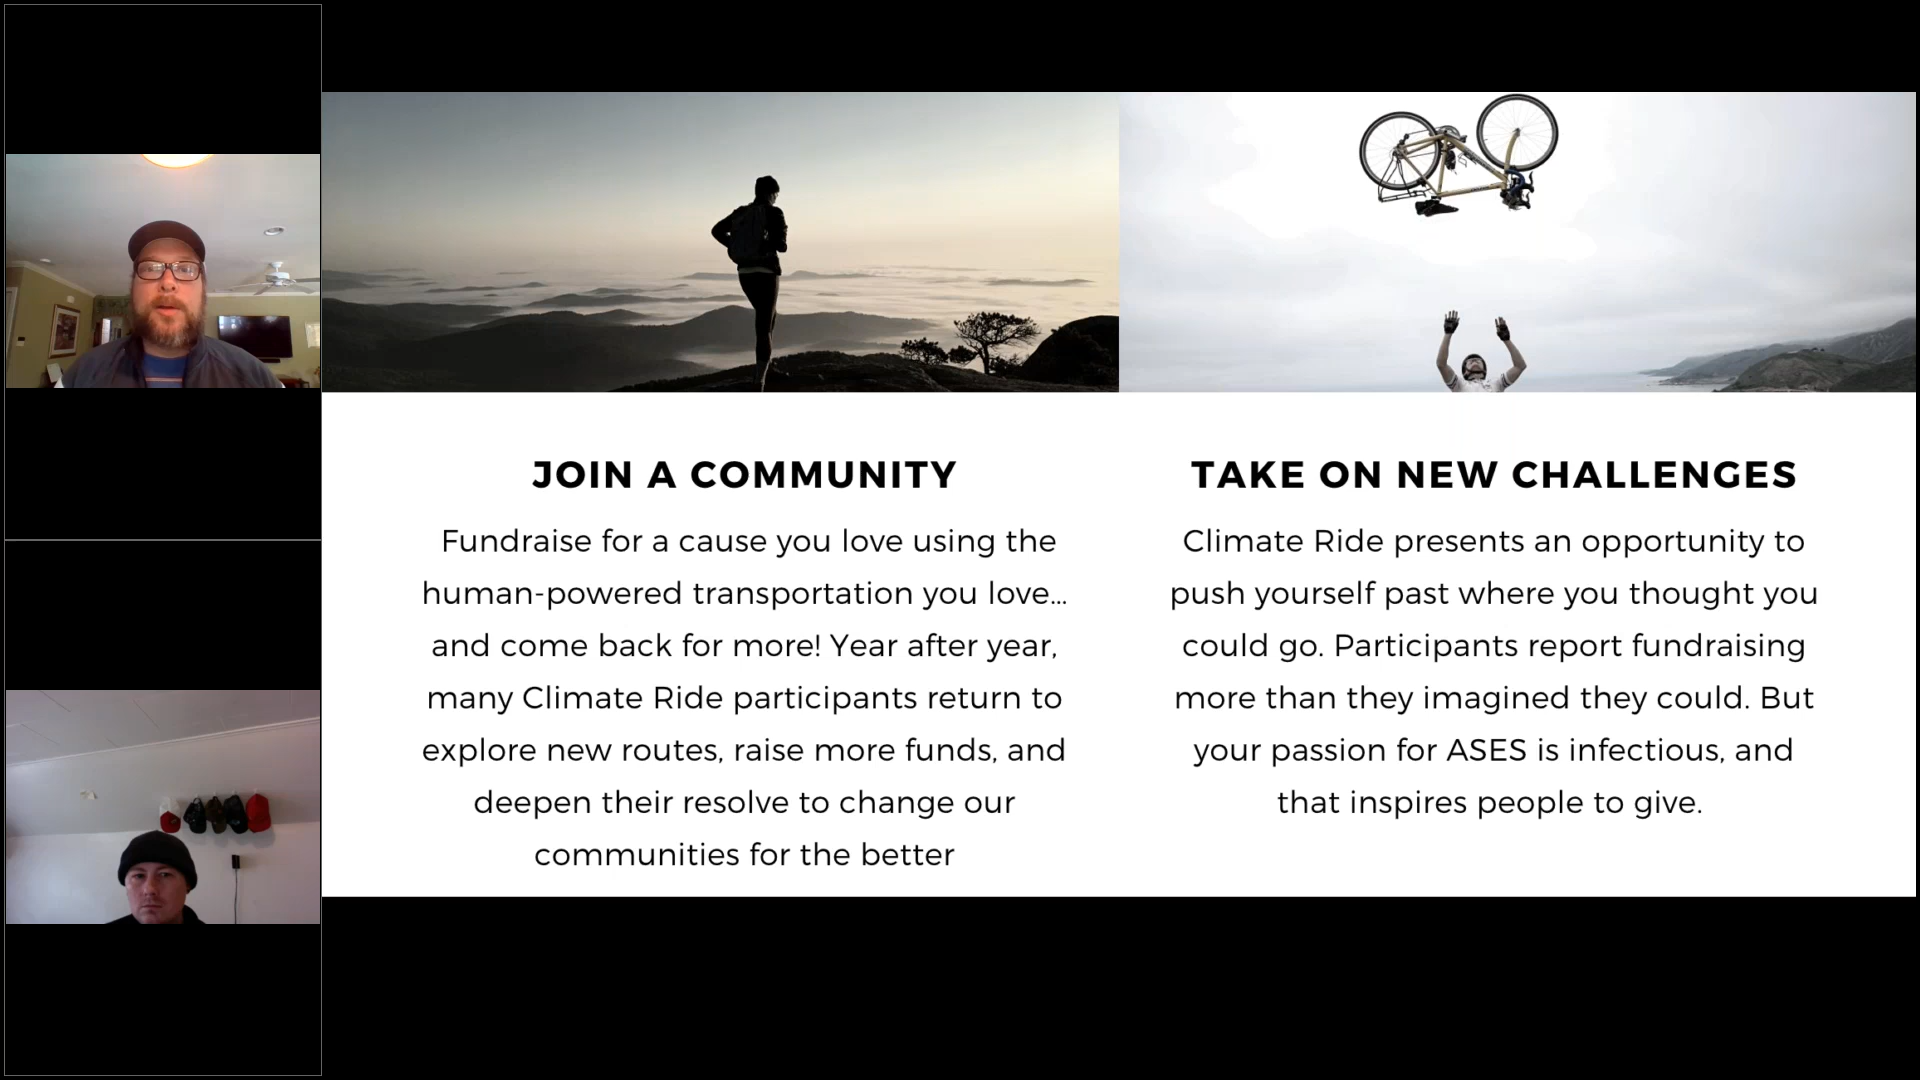 JOIN A COMMUNITY
Fundraise for a cause you love using the
human-powered transportation you love...
and come back for more! Year after year,
many Climate Ride participants return to
explore new routes, raise more funds, and
deepen their resolve to change our
communities for the better
TAKE ON NEW CHALLENGES
Climate Ride presents an opportunity to
push yourself past where you thought you
could go. Participants report fundraising
more than they imagined they could. But
your passion for ASES is infectious, and
that inspires people to give.